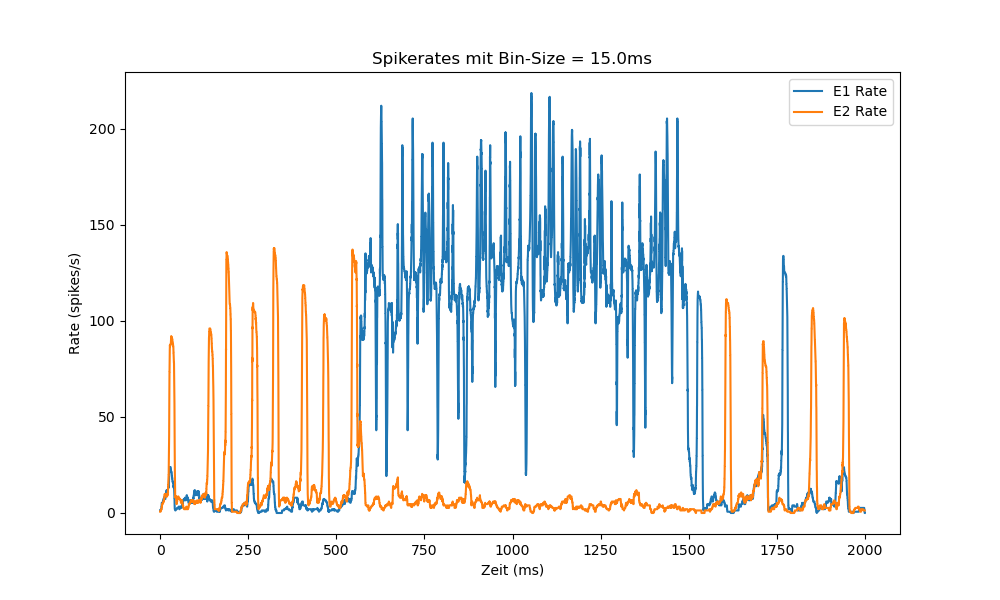 Spikerates mit Bin-Size = 15.0ms
E1 Rate
E2 Rate
200
150
100
50
0
Rate (spikes/s)
0 250 500 750 1000 1250 1500 1750 2000
Zeit (ms)